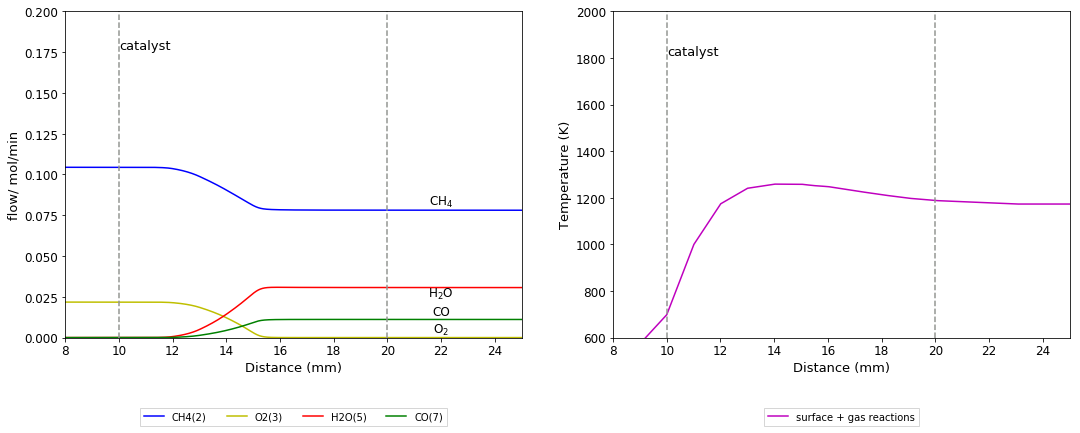 0.200
0.175
0.150
0.125
0.100
0.075
0.050
0.025
0.000
flow/ mol/min
catalyst
CH₄
H₂O
CO
O₂
8 10 12 14 16 18 20 22 24
Distance (mm)
CH4(2) O2(3) H2O(5) CO(7)
2000
1800
1600
1400
1200
1000
800
600
Temperature (K)
catalyst
8 10 12 14 16 18 20 22 24
Distance (mm)
surface + gas reactions